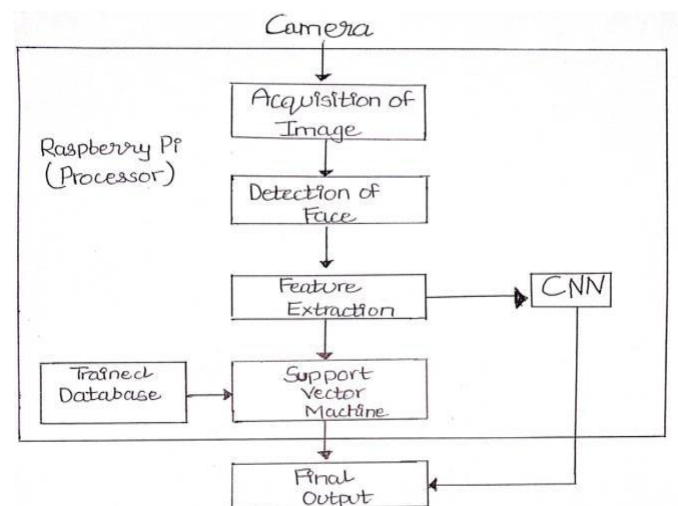 Camera
Acquisition of
Image
Raspberry Pi
(Processor)
Detection of
Face
Feature
Extraction
CNN
Trained
Database
Support
Vector
Machine
Final
Output